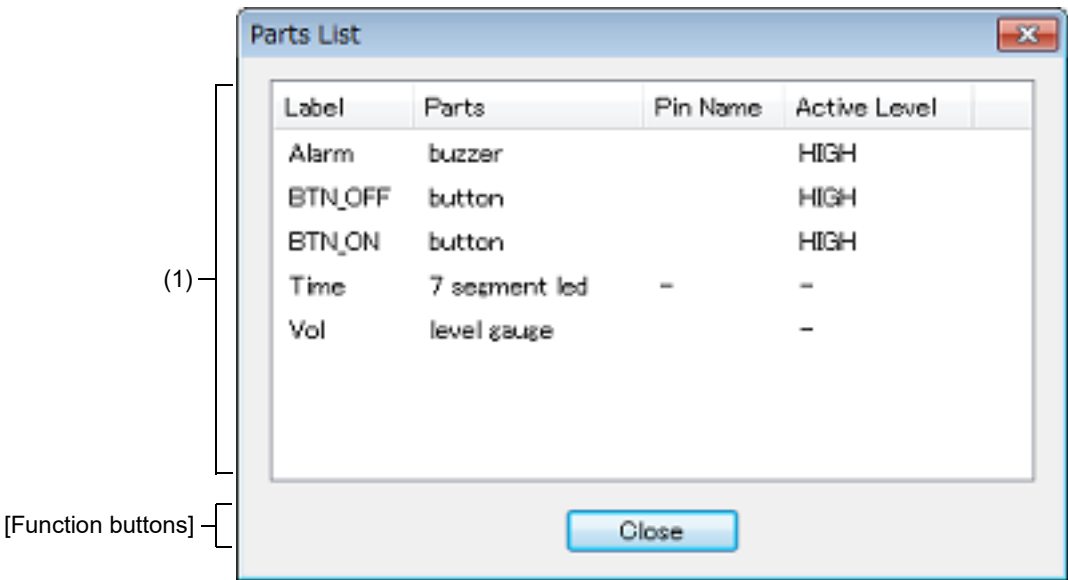 Parts List
Label Parts Pin Name Active Level
Alarm buzzer HIGH
BTN_OFF button HIGH
BTN_ON button HIGH
(1)
Time 7 segment led - -
Vol level gauge -
[Function buttons]
Close